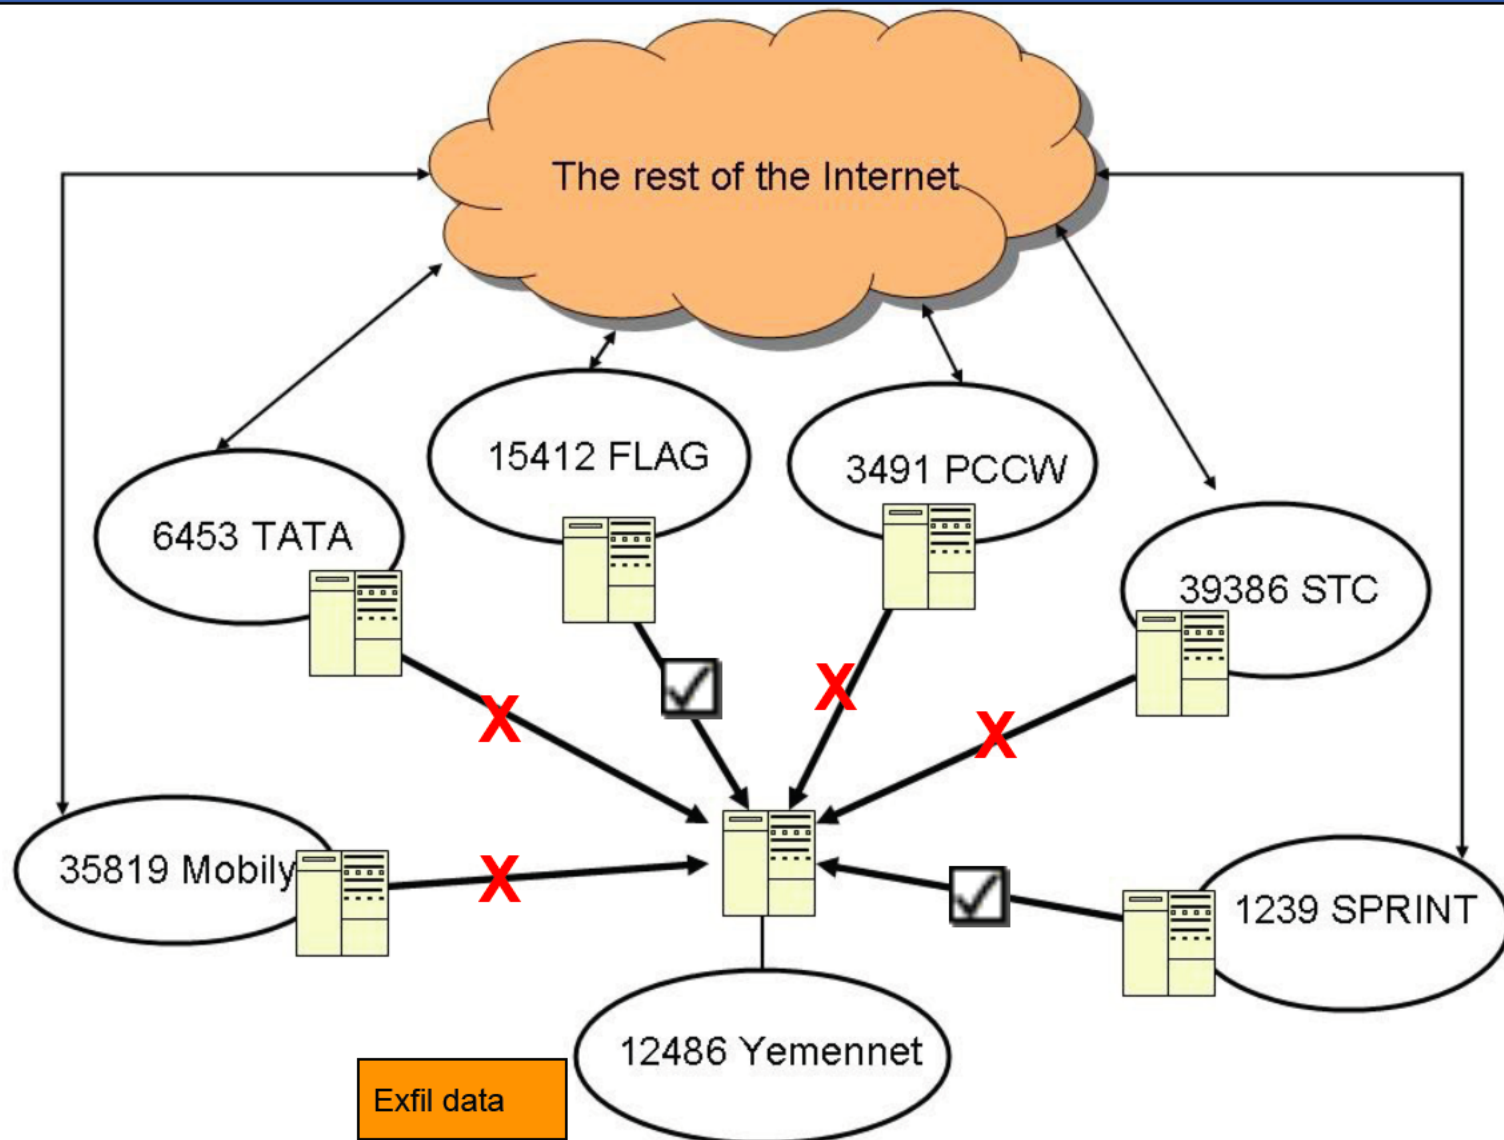 The rest of the Internet
15412 FLAG
3491 PCCW
6453 TATA
39386 STC
X
X
X
35819 Mobily
X
1239 SPRINT
12486 Yemennet
Exfil data